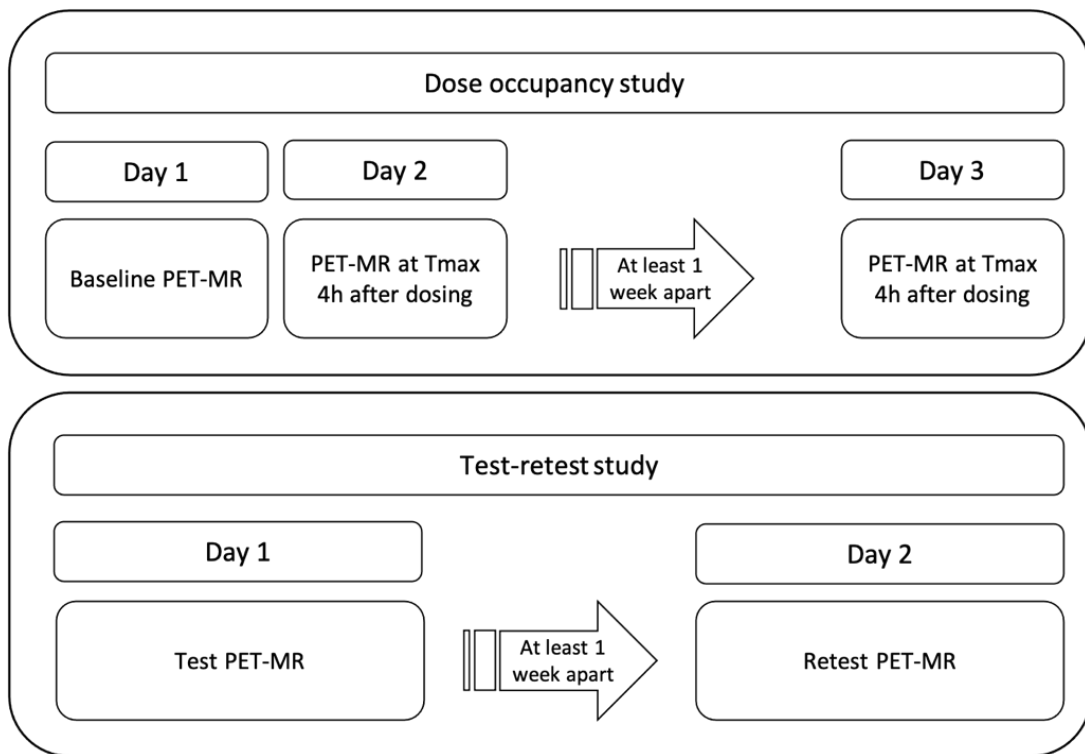 Dose occupancy study
Day 1
Day 2
Day 3
Baseline PET-MR
PET-MR at Tmax
4h after dosing
At least 1
week apart
PET-MR at Tmax
4h after dosing
Test-retest study
Day 1
Day 2
Test PET-MR
At least 1
week apart
Retest PET-MR